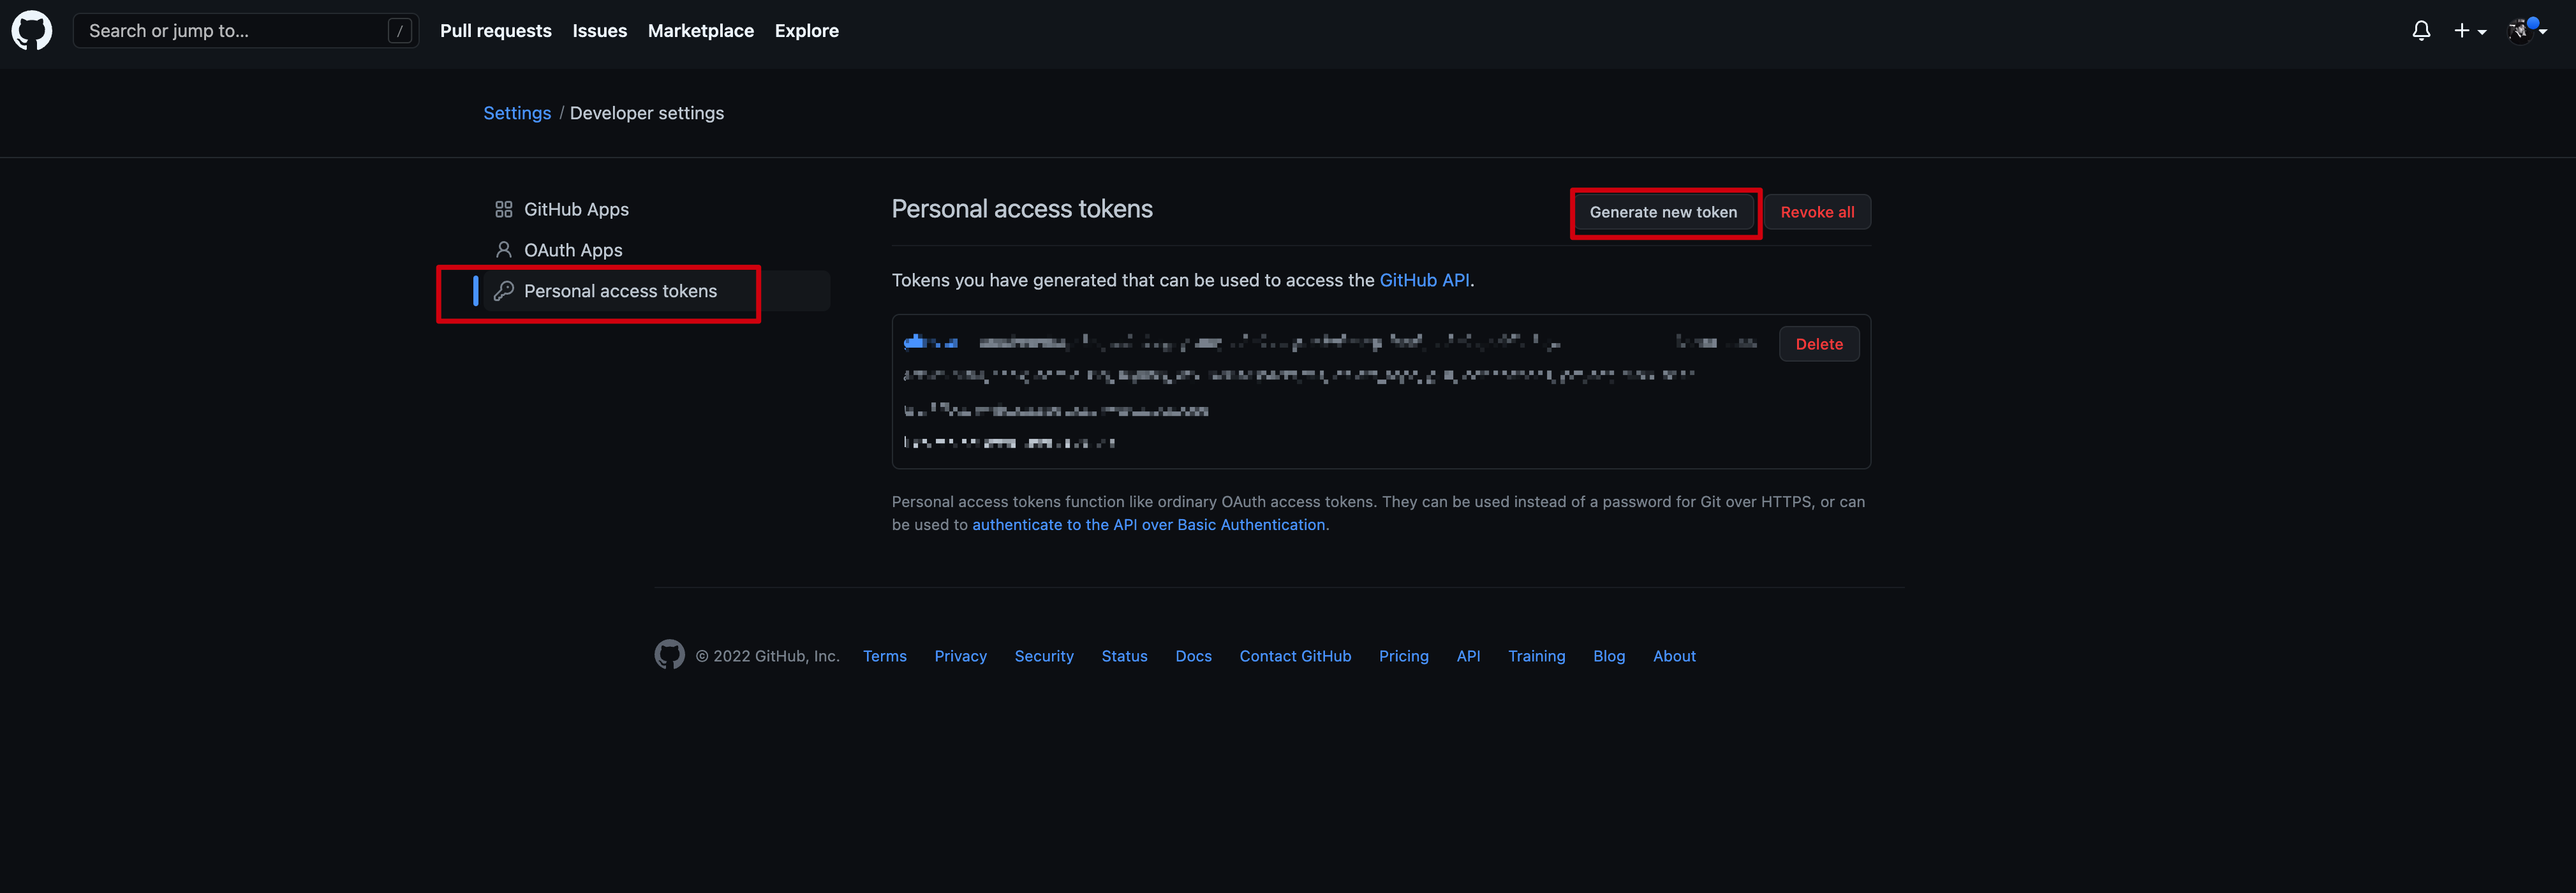 Search or jump to... /
Pull requests Issues Marketplace Explore
Settings / Developer settings
GitHub Apps
OAuth Apps
Personal access tokens
Personal access tokens
Generate new token
Revoke all
Tokens you have generated that can be used to access the GitHub API.
Delete
Personal access tokens function like ordinary OAuth access tokens. They can be used instead of a password for Git over HTTPS, or can
be used to authenticate to the API over Basic Authentication.
© 2022 GitHub, Inc. Terms Privacy Security Status Docs Contact GitHub Pricing API Training Blog About